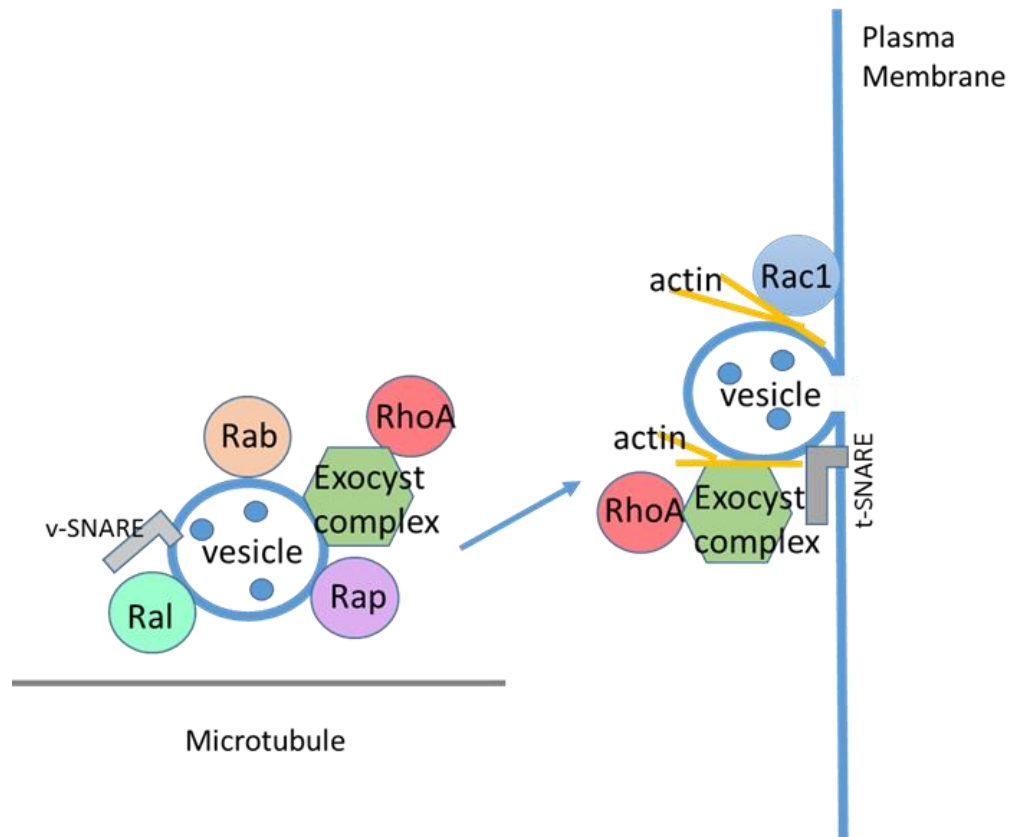 Plasma
Membrane
Rac1
actin
vesicle
actin
t-SNARE
RhoA
Exocyst
complex
RhoA
Rab
Exocyst
complex
v-SNARE
vesicle
Ral
Rap
Microtubule